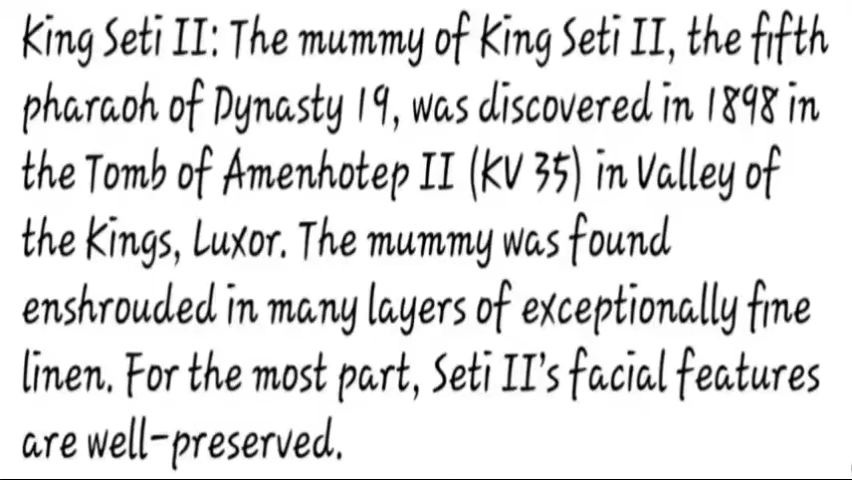 King Seti II: The mummy of King Seti II, the fifth
pharaoh of Dynasty 19, was discovered in 1898 in
the Tomb of Amenhotep II (KV 35) in Valley of
the Kings, Luxor. The mummy was found
enshrouded in many layers of exceptionally fine
linen. For the most part, Seti II's facial features
are well-preserved.